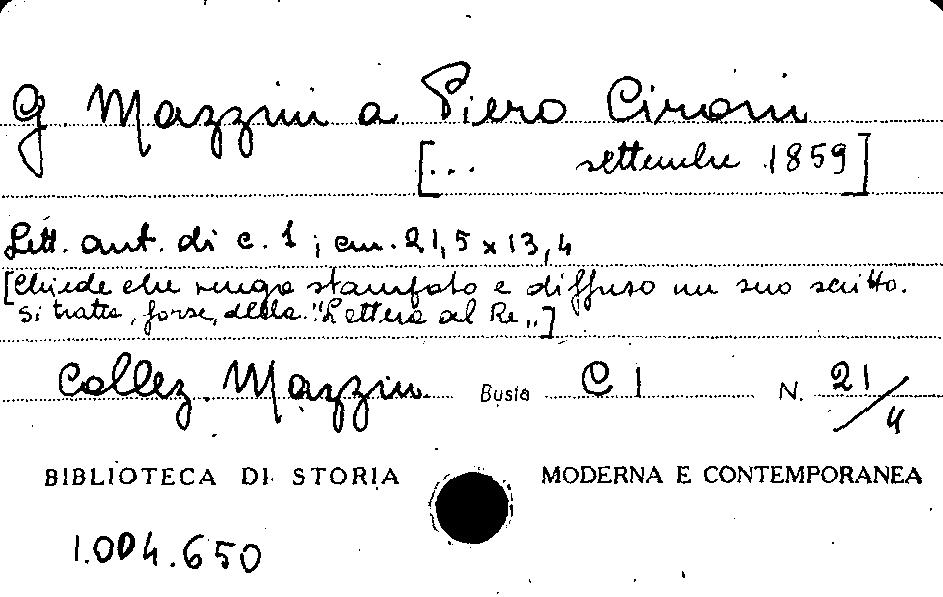 G. Mazzini a Piero Cironi
[... settembre 1859]
Lett. aut. di c. 1; cm. 21,5 x 13,4
[Chiede che venga stampato e diffuso un suo scritto.
Si tratta, forse, della "Lettera al Re"]
Collez. Mazzini Busta C 1 N. 21/4
BIBLIOTECA DI STORIA MODERNA E CONTEMPORANEA
1.004.650